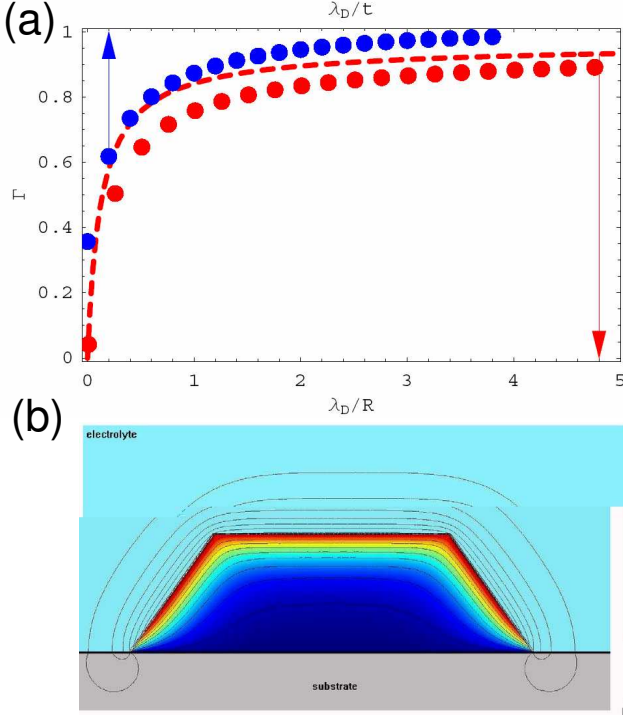 (a)
λD/t
1
0.8
0.6
Γ
0.4
0.2
0
0 1 2 3 4 5
λD/R
(b)
electrolyte
substrate